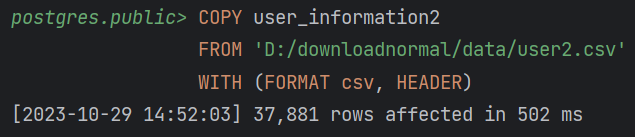 postgres.public> COPY user_information2
FROM 'D:/downloadnormal/data/user2.csv'
WITH (FORMAT csv, HEADER)
[2023-10-29 14:52:03] 37,881 rows affected in 502 ms